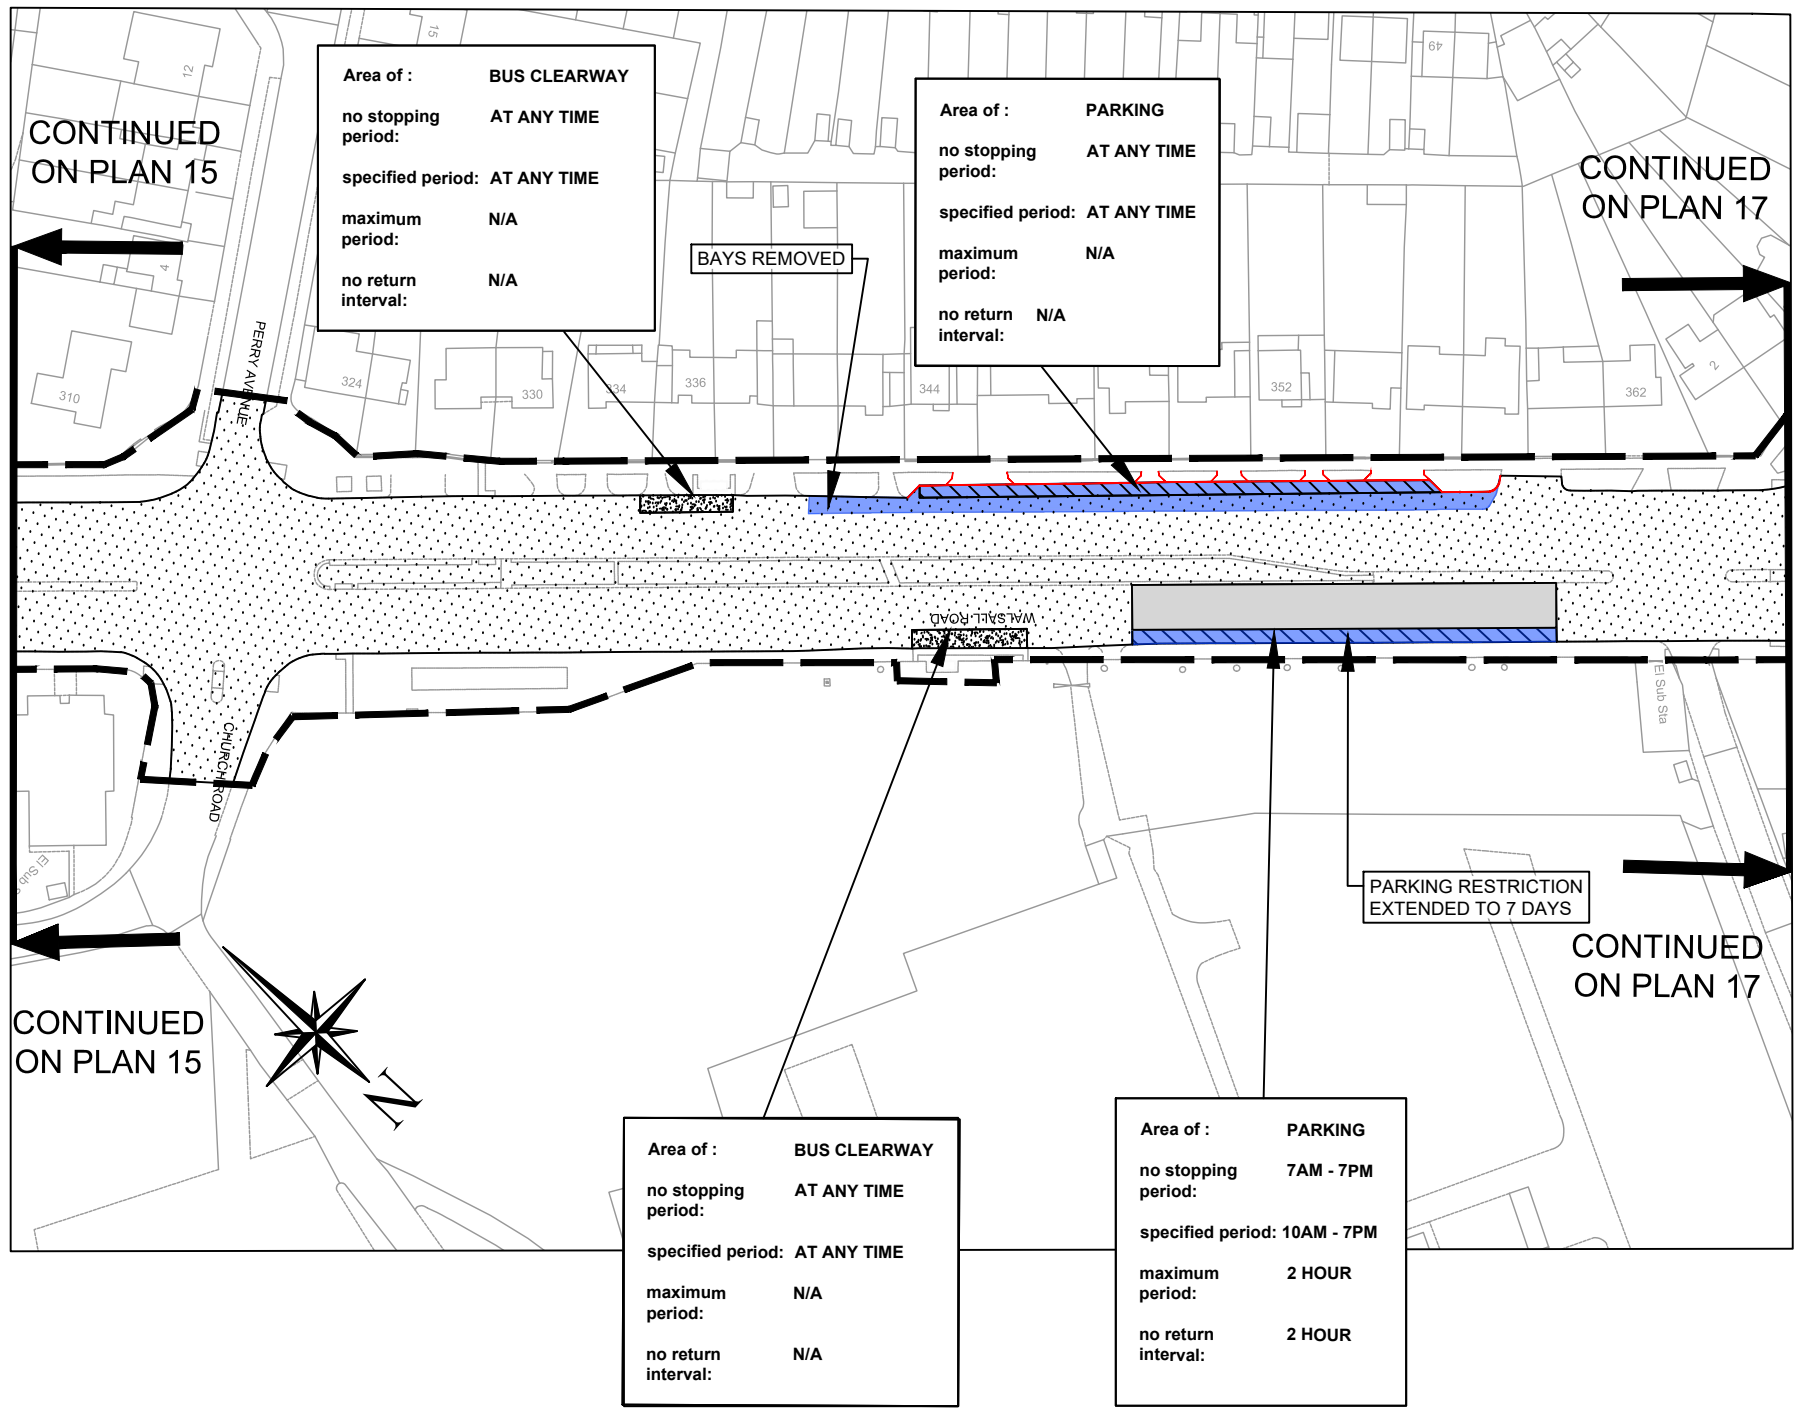 15
12
49
CONTINUED
ON PLAN 15
Area of : BUS CLEARWAY
no stopping period: AT ANY TIME
specified period: AT ANY TIME
maximum period: N/A
no return interval: N/A
Area of : PARKING
no stopping period: AT ANY TIME
specified period: AT ANY TIME
maximum period: N/A
no return interval: N/A
CONTINUED
ON PLAN 17
BAYS REMOVED
4
PERRY AVENUE
310
324
330
334
336
344
352
362
2
WALSALL ROAD
CHURCH ROAD
El Sub Sta
El Sub S
PARKING RESTRICTION
EXTENDED TO 7 DAYS
CONTINUED
ON PLAN 17
CONTINUED
ON PLAN 15
N
Area of : BUS CLEARWAY
no stopping period: AT ANY TIME
specified period: AT ANY TIME
maximum period: N/A
no return interval: N/A
Area of : PARKING
no stopping period: 7AM - 7PM
specified period: 10AM - 7PM
maximum period: 2 HOUR
no return interval: 2 HOUR